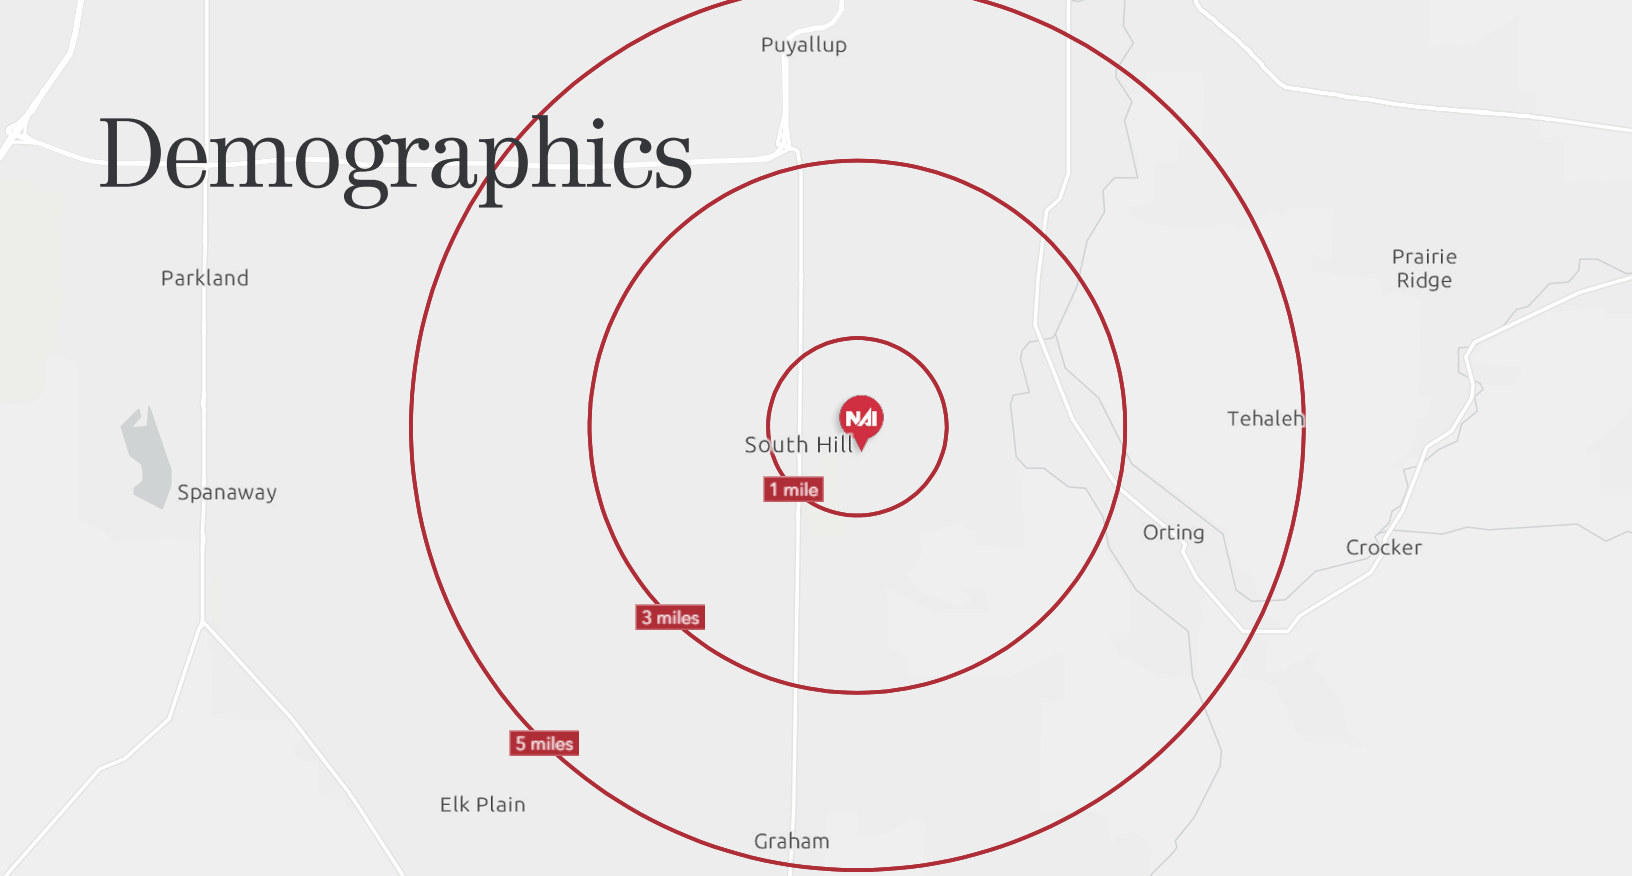 Puyallup
Demographics
Parkland
Prairie
Ridge
NAI
Tehaleh
South Hill
1 mile
Spanaway
Orting
Crocker
3 miles
5 miles
Elk Plain
Graham